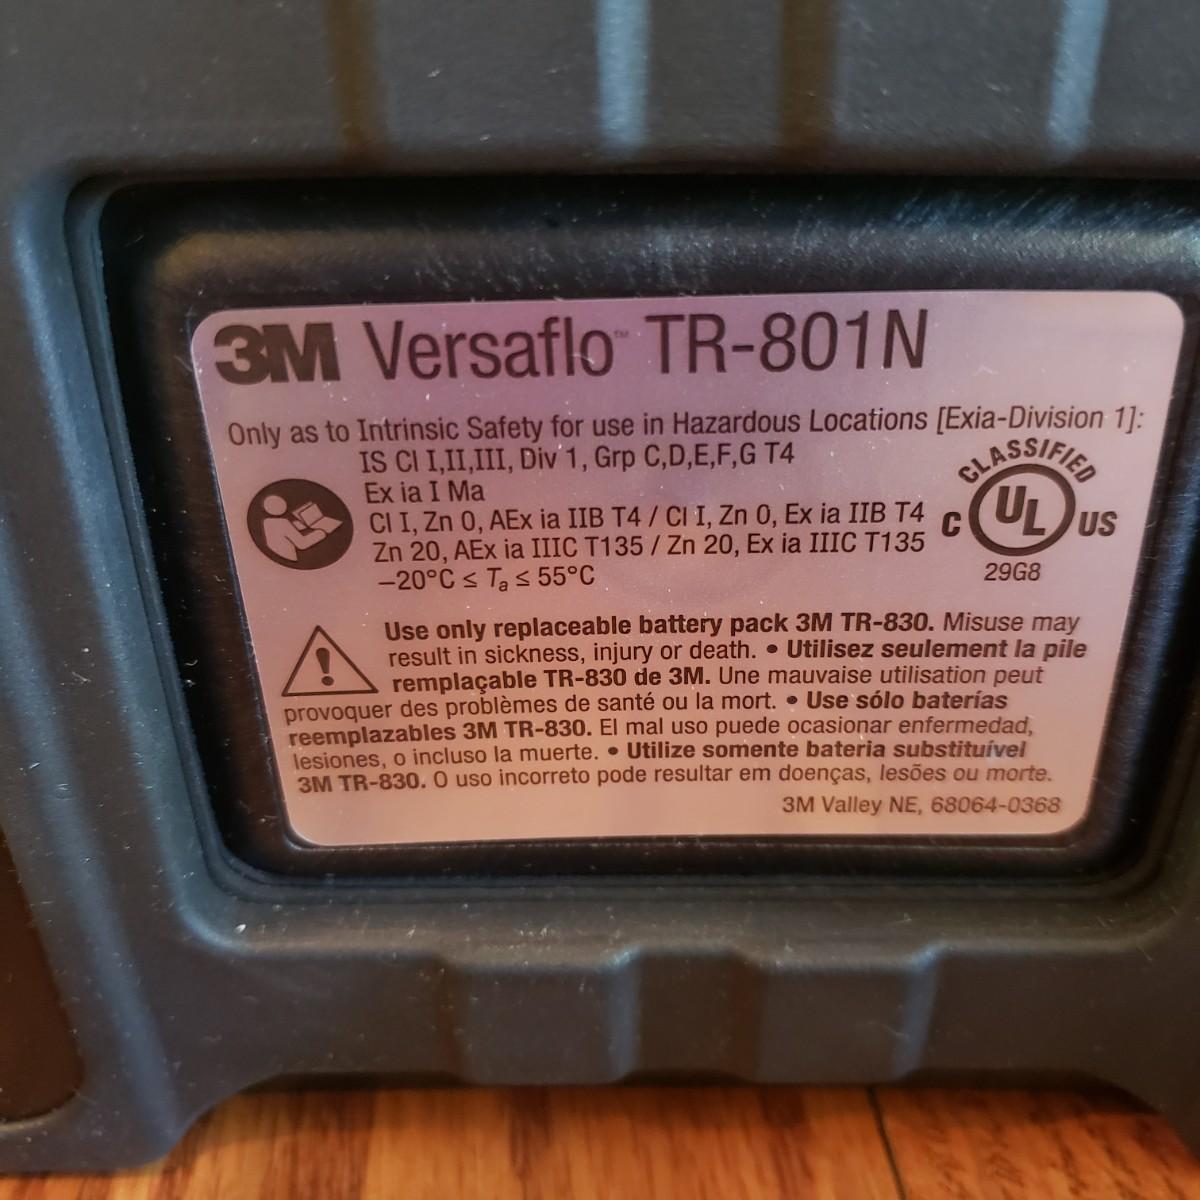 3M Versaflo™ TR-801N
Only as to Intrinsic Safety for use in Hazardous Locations [Exia-Division 1]:
IS Cl I,II,III, Div 1, Grp C,D,E,F,G T4
Ex ia I Ma
Cl I, Zn 0, AEx ia IIB T4 / Cl I, Zn 0, Ex ia IIB T4
Zn 20, AEx ia IIIC T135 / Zn 20, Ex ia IIIC T135
−20°C ≤ Ta ≤ 55°C
CLASSIFIED
C UL US
29G8
Use only replaceable battery pack 3M TR-830. Misuse may
result in sickness, injury or death. • Utilisez seulement la pile
remplaçable TR-830 de 3M. Une mauvaise utilisation peut
provoquer des problèmes de santé ou la mort. • Use sólo baterías
reemplazables 3M TR-830. El mal uso puede ocasionar enfermedad,
lesiones, o incluso la muerte. • Utilize somente bateria substituível
3M TR-830. O uso incorreto pode resultar em doenças, lesões ou morte.
3M Valley NE, 68064-0368